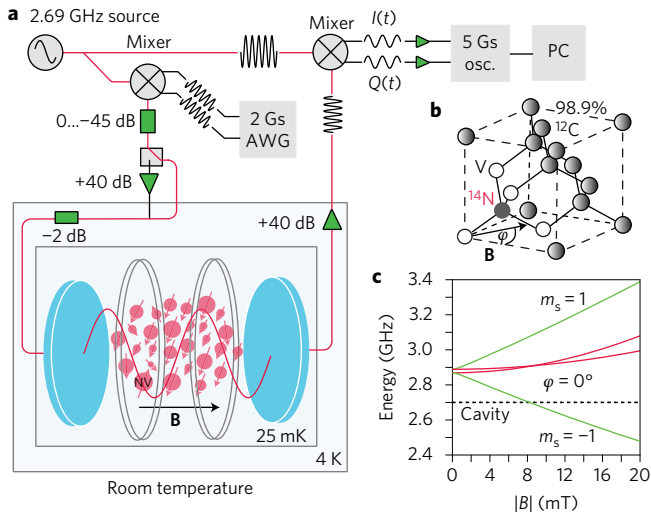 a
2.69 GHz source
Mixer
Mixer
I(t)
Q(t)
5 Gs
osc.
PC
0...−45 dB
2 Gs
AWG
+40 dB
−2 dB
+40 dB
NV
B
25 mK
4 K
Room temperature
b
98.9%
¹²C
V
¹⁴N
φ
B
c
3.4
3.2
3.0
2.8
2.6
2.4
Energy (GHz)
mₛ = 1
φ = 0°
Cavity
mₛ = −1
0 4 8 12 16 20
|B| (mT)